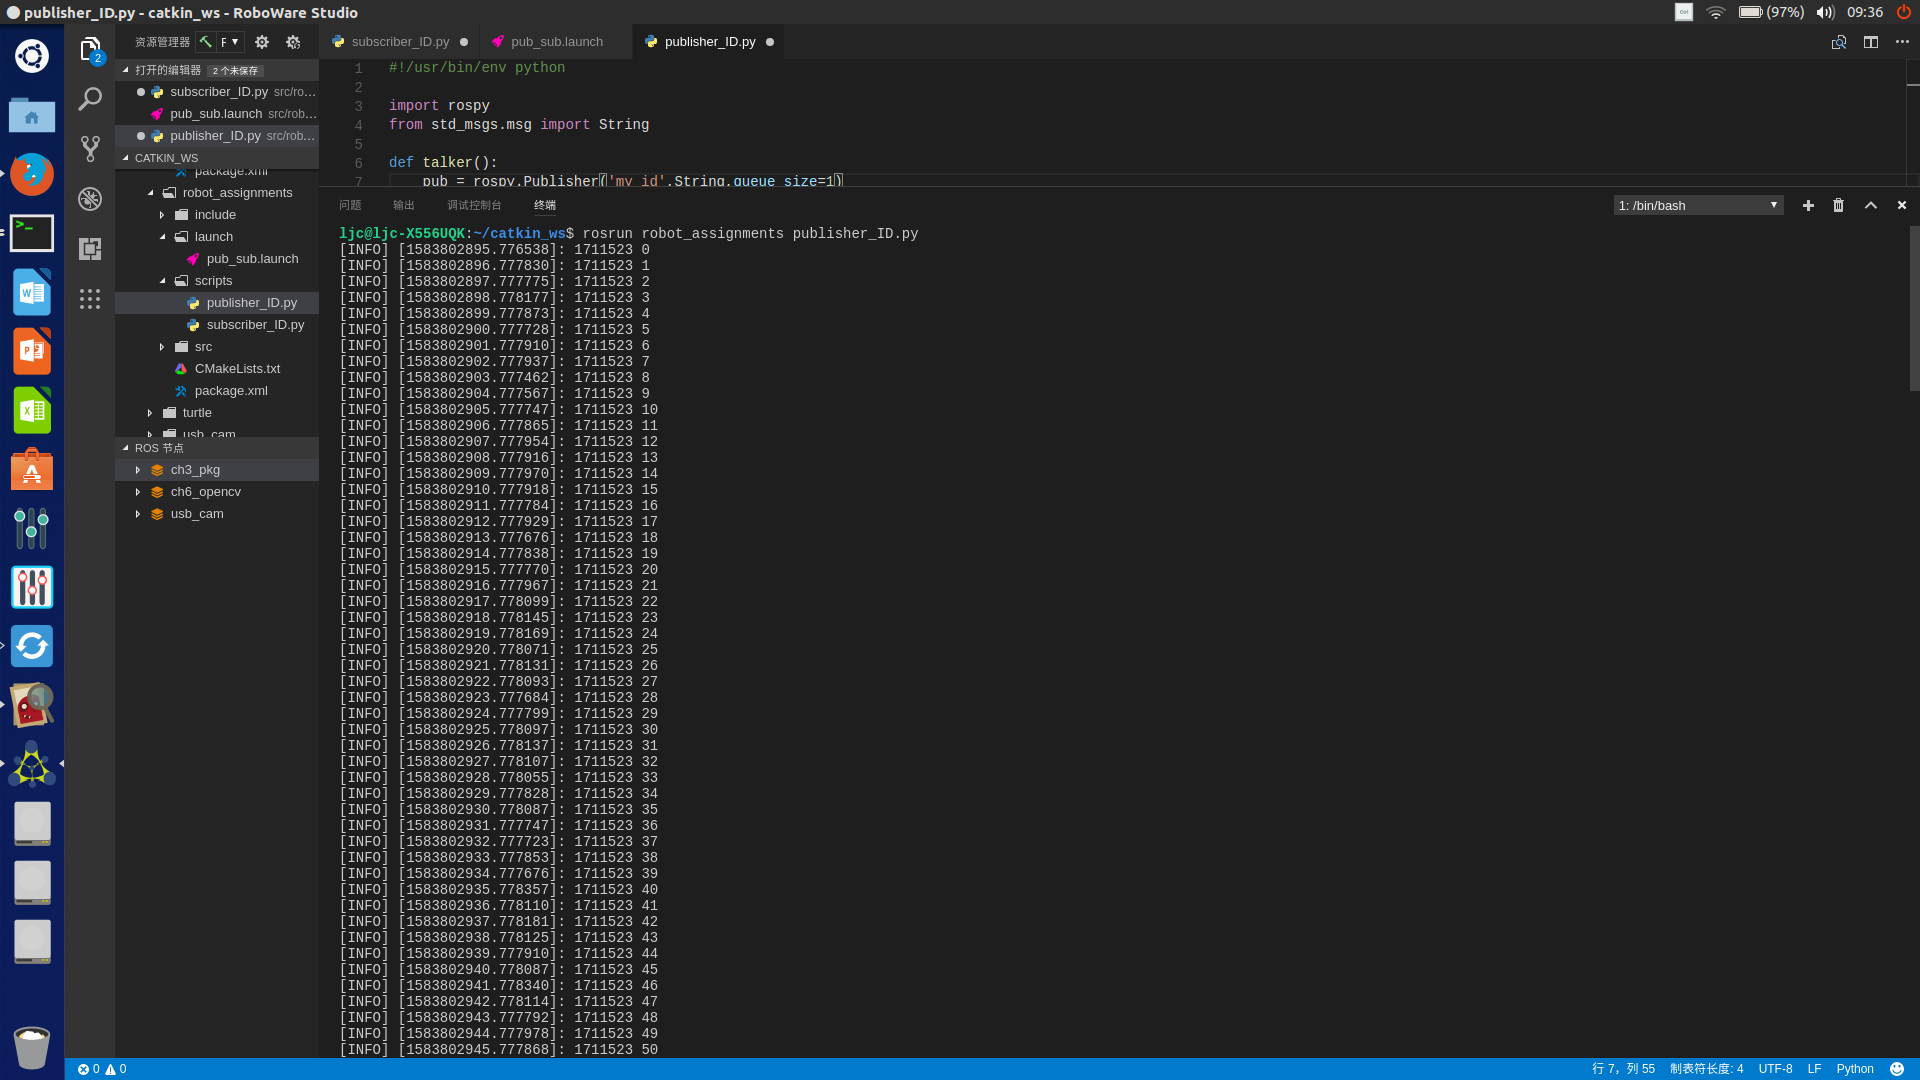 publisher_ID.py - catkin_ws - RoboWare Studio
(97%)
09:36
2
资源管理器
打开的编辑器 2 个未保存
subscriber_ID.py src/ro...
pub_sub.launch src/rob...
publisher_ID.py src/rob...
CATKIN_WS
package.xml
robot_assignments
include
launch
pub_sub.launch
scripts
publisher_ID.py
subscriber_ID.py
src
CMakeLists.txt
package.xml
turtle
usb_cam
ROS 节点
ch3_pkg
ch6_opencv
usb_cam
subscriber_ID.py
pub_sub.launch
publisher_ID.py
1 #!/usr/bin/env python
2
3 import rospy
4 from std_msgs.msg import String
5
6 def talker():
7 pub = rospy.Publisher('my_id',String,queue_size=1)
问题 输出 调试控制台 终端
1: /bin/bash
ljc@ljc-X556UQK:~/catkin_ws$ rosrun robot_assignments publisher_ID.py
[INFO] [1583802895.776538]: 1711523 0
[INFO] [1583802896.777830]: 1711523 1
[INFO] [1583802897.777775]: 1711523 2
[INFO] [1583802898.778177]: 1711523 3
[INFO] [1583802899.777873]: 1711523 4
[INFO] [1583802900.777728]: 1711523 5
[INFO] [1583802901.777910]: 1711523 6
[INFO] [1583802902.777937]: 1711523 7
[INFO] [1583802903.777462]: 1711523 8
[INFO] [1583802904.777567]: 1711523 9
[INFO] [1583802905.777747]: 1711523 10
[INFO] [1583802906.777865]: 1711523 11
[INFO] [1583802907.777954]: 1711523 12
[INFO] [1583802908.777916]: 1711523 13
[INFO] [1583802909.777970]: 1711523 14
[INFO] [1583802910.777918]: 1711523 15
[INFO] [1583802911.777784]: 1711523 16
[INFO] [1583802912.777929]: 1711523 17
[INFO] [1583802913.777676]: 1711523 18
[INFO] [1583802914.777838]: 1711523 19
[INFO] [1583802915.777770]: 1711523 20
[INFO] [1583802916.777967]: 1711523 21
[INFO] [1583802917.778099]: 1711523 22
[INFO] [1583802918.778145]: 1711523 23
[INFO] [1583802919.778169]: 1711523 24
[INFO] [1583802920.778071]: 1711523 25
[INFO] [1583802921.778131]: 1711523 26
[INFO] [1583802922.778093]: 1711523 27
[INFO] [1583802923.777684]: 1711523 28
[INFO] [1583802924.777799]: 1711523 29
[INFO] [1583802925.778097]: 1711523 30
[INFO] [1583802926.778137]: 1711523 31
[INFO] [1583802927.778107]: 1711523 32
[INFO] [1583802928.778055]: 1711523 33
[INFO] [1583802929.777828]: 1711523 34
[INFO] [1583802930.778087]: 1711523 35
[INFO] [1583802931.777747]: 1711523 36
[INFO] [1583802932.777723]: 1711523 37
[INFO] [1583802933.777853]: 1711523 38
[INFO] [1583802934.777676]: 1711523 39
[INFO] [1583802935.778357]: 1711523 40
[INFO] [1583802936.778110]: 1711523 41
[INFO] [1583802937.778181]: 1711523 42
[INFO] [1583802938.778125]: 1711523 43
[INFO] [1583802939.777910]: 1711523 44
[INFO] [1583802940.778087]: 1711523 45
[INFO] [1583802941.778340]: 1711523 46
[INFO] [1583802942.778114]: 1711523 47
[INFO] [1583802943.777792]: 1711523 48
[INFO] [1583802944.777978]: 1711523 49
[INFO] [1583802945.777868]: 1711523 50
0 0
行 7，列 55 制表符长度: 4 UTF-8 LF Python